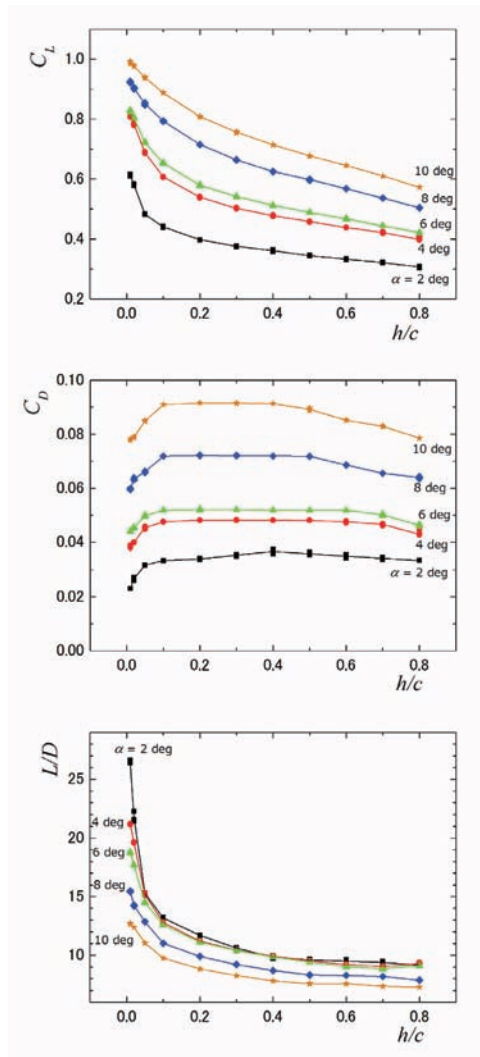 C_L
1.0
0.8
0.6
0.4
0.2
10 deg
8 deg
6 deg
4 deg
α = 2 deg
0.0 0.2 0.4 0.6 0.8
h/c
C_D
0.10
0.08
0.06
0.04
0.02
0.00
10 deg
8 deg
6 deg
4 deg
α = 2 deg
0.0 0.2 0.4 0.6 0.8
h/c
L/D
25
20
15
10
α = 2 deg
4 deg
6 deg
8 deg
10 deg
0.0 0.2 0.4 0.6 0.8
h/c